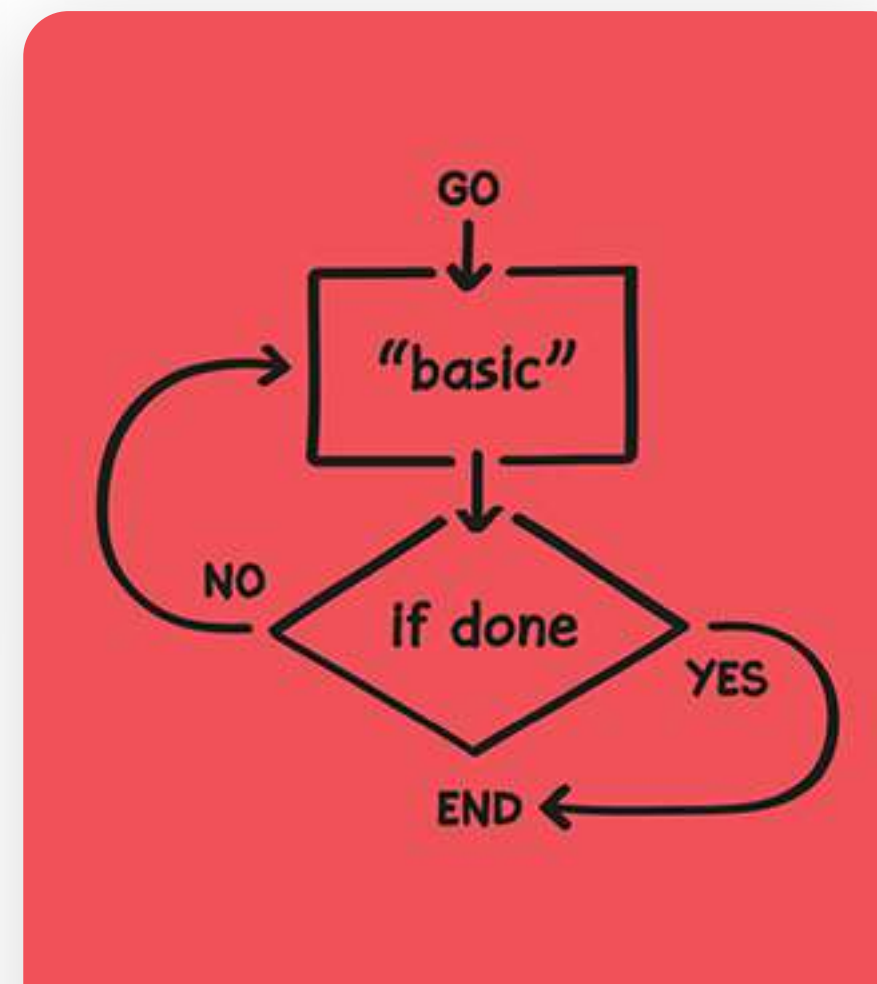 GO
“basic”
NO
if done
YES
END